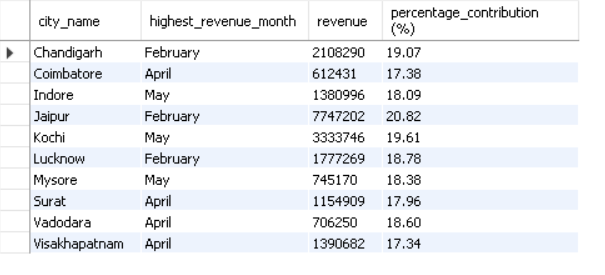 city_name highest_revenue_month revenue percentage_contribution (%)
Chandigarh February 2108290 19.07
Coimbatore April 612431 17.38
Indore May 1380996 18.09
Jaipur February 7747202 20.82
Kochi May 3333746 19.61
Lucknow February 1777269 18.78
Mysore May 745170 18.38
Surat April 1154909 17.96
Vadodara April 706250 18.60
Visakhapatnam April 1390682 17.34